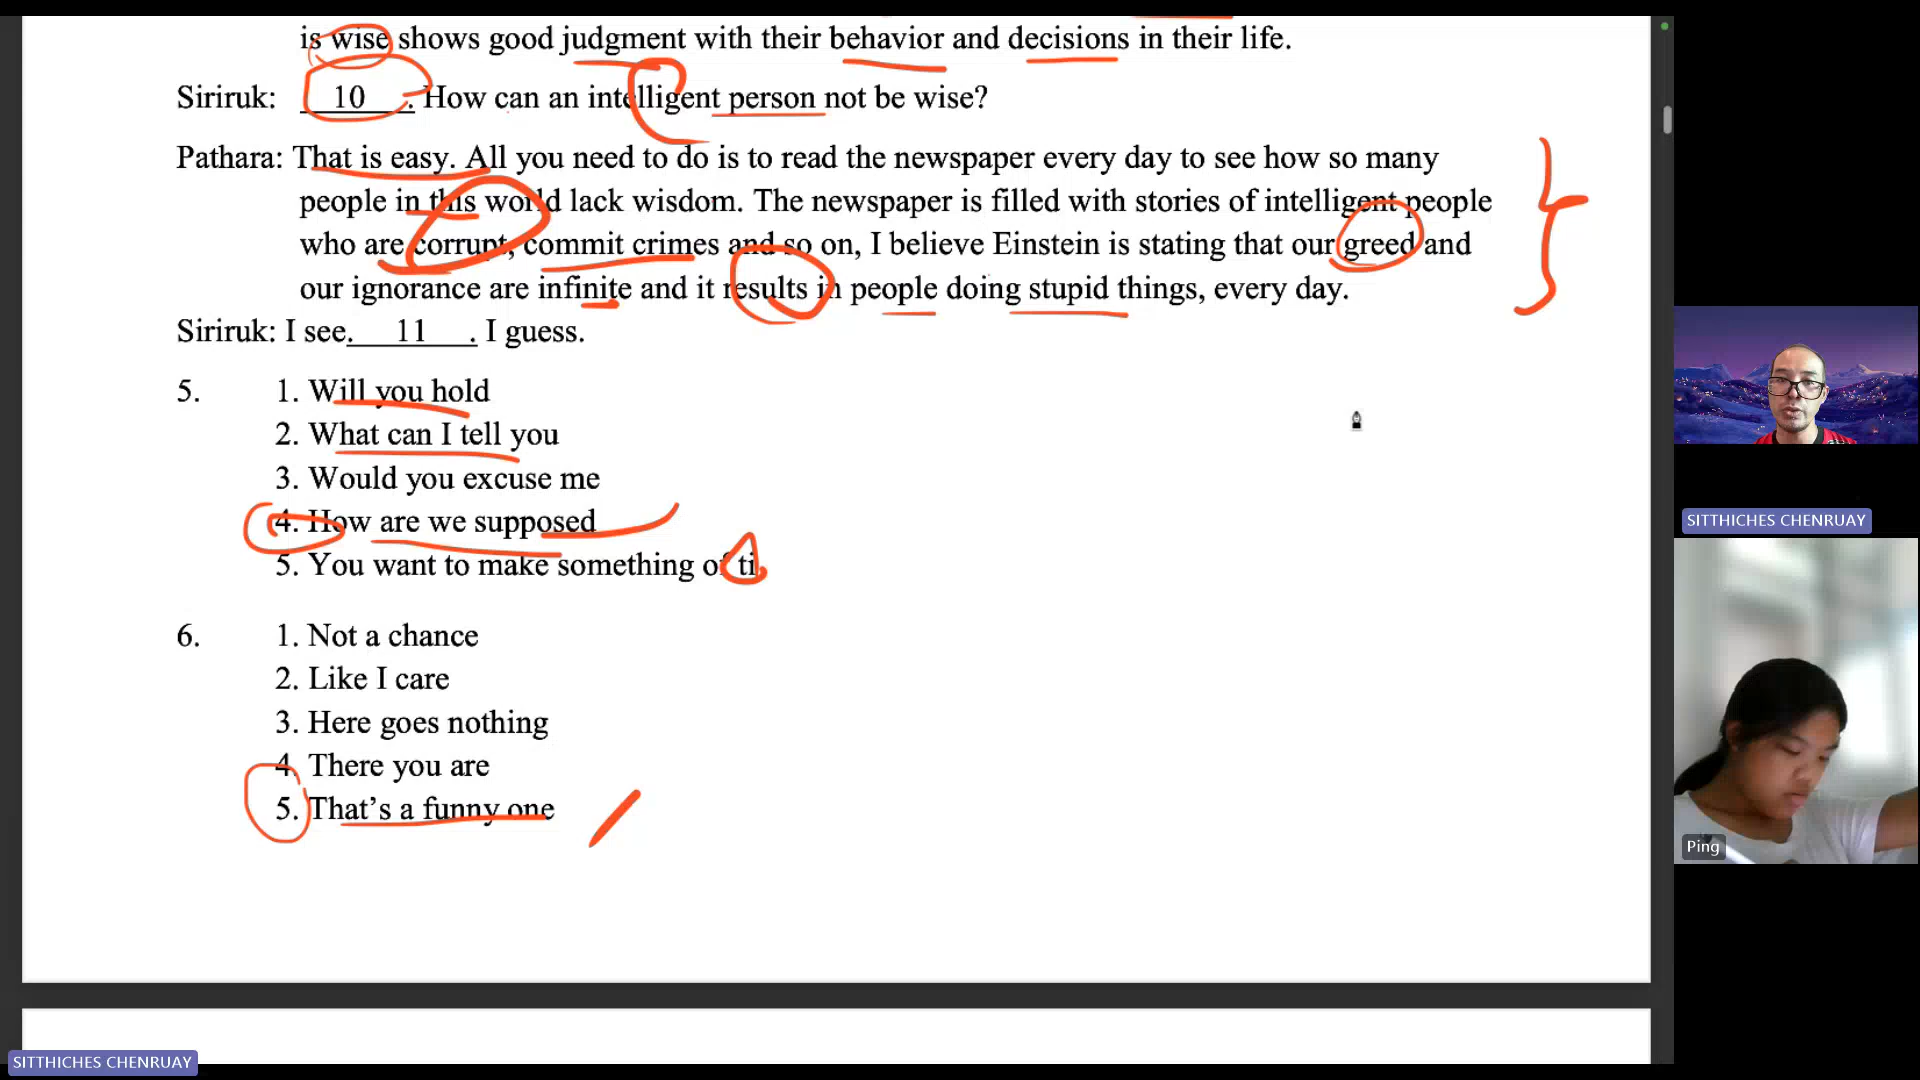 is wise shows good judgment with their behavior and decisions in their life.
Siriruk: 10 . How can an intelligent person not be wise?
Pathara: That is easy. All you need to do is to read the newspaper every day to see how so many
people in this world lack wisdom. The newspaper is filled with stories of intelligent people
who are corrupt, commit crimes and so on, I believe Einstein is stating that our greed and
our ignorance are infinite and it results in people doing stupid things, every day.
Siriruk: I see. 11 . I guess.
5. 1. Will you hold
2. What can I tell you
3. Would you excuse me
4. How are we supposed
5. You want to make something of ti
6. 1. Not a chance
2. Like I care
3. Here goes nothing
4. There you are
5. That's a funny one
SITTHICHES CHENRUAY
Ping
SITTHICHES CHENRUAY